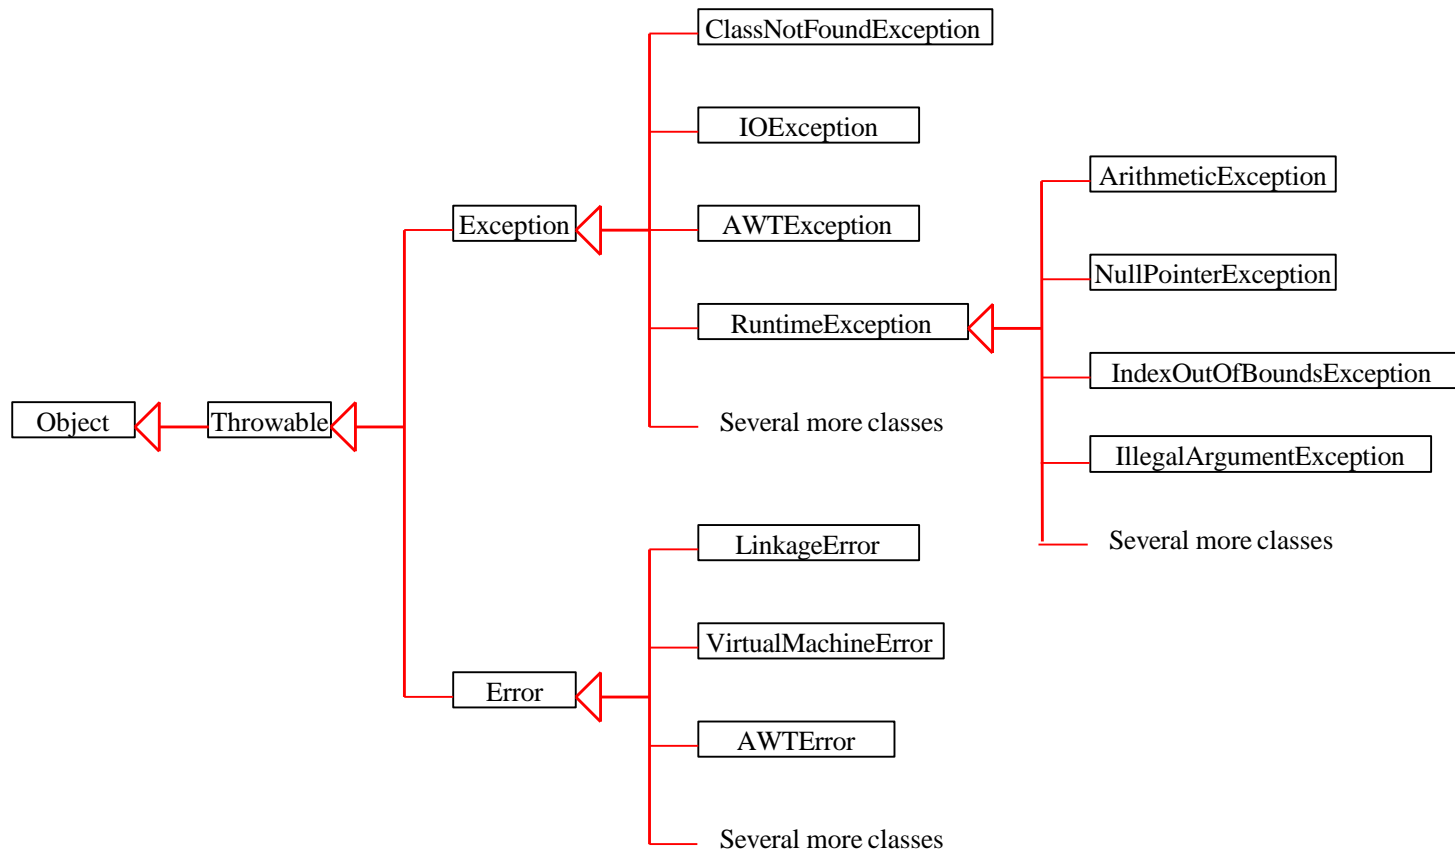 ClassNotFoundException
IOException
ArithmeticException
Exception
AWTException
NullPointerException
RuntimeException
IndexOutOfBoundsException
Object
Throwable
Several more classes
IllegalArgumentException
LinkageError
Several more classes
VirtualMachineError
Error
AWTError
Several more classes